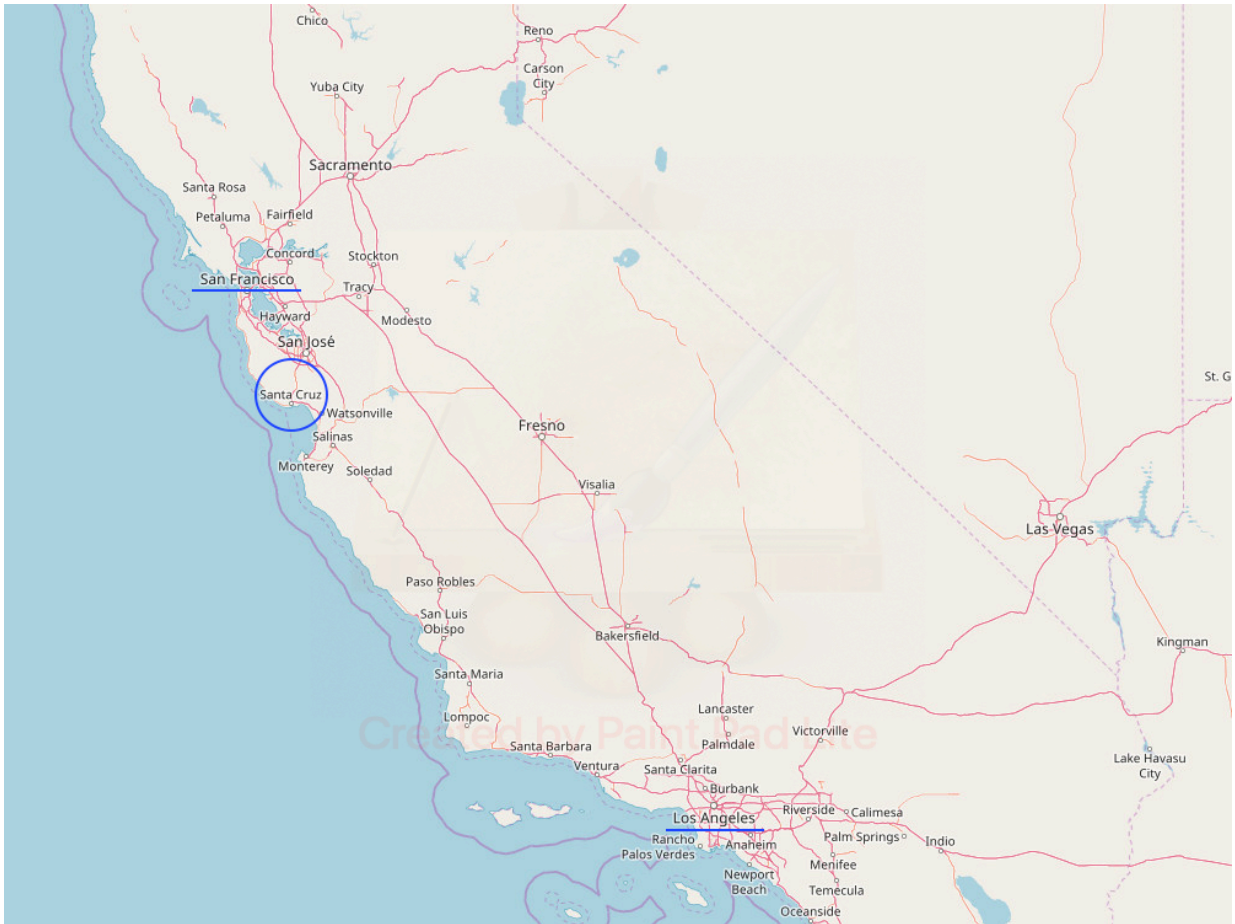 Chico
Reno
Carson
City
Yuba City
Sacramento
Santa Rosa
Petaluma
Fairfield
Concord
Stockton
San Francisco
Tracy
Hayward
Modesto
San José
St. G
Santa Cruz
Watsonville
Salinas
Fresno
Monterey
Soledad
Visalia
Las Vegas
Paso Robles
San Luis
Obispo
Bakersfield
Kingman
Santa Maria
Lompoc
Lancaster
Created by Paint Pad Lite
Victorville
Santa Barbara
Palmdale
Ventura
Santa Clarita
Lake Havasu
City
Burbank
Los Angeles
Riverside
Calimesa
Rancho
Palos Verdes
Anaheim
Palm Springs
Indio
Newport
Beach
Menifee
Temecula
Oceanside